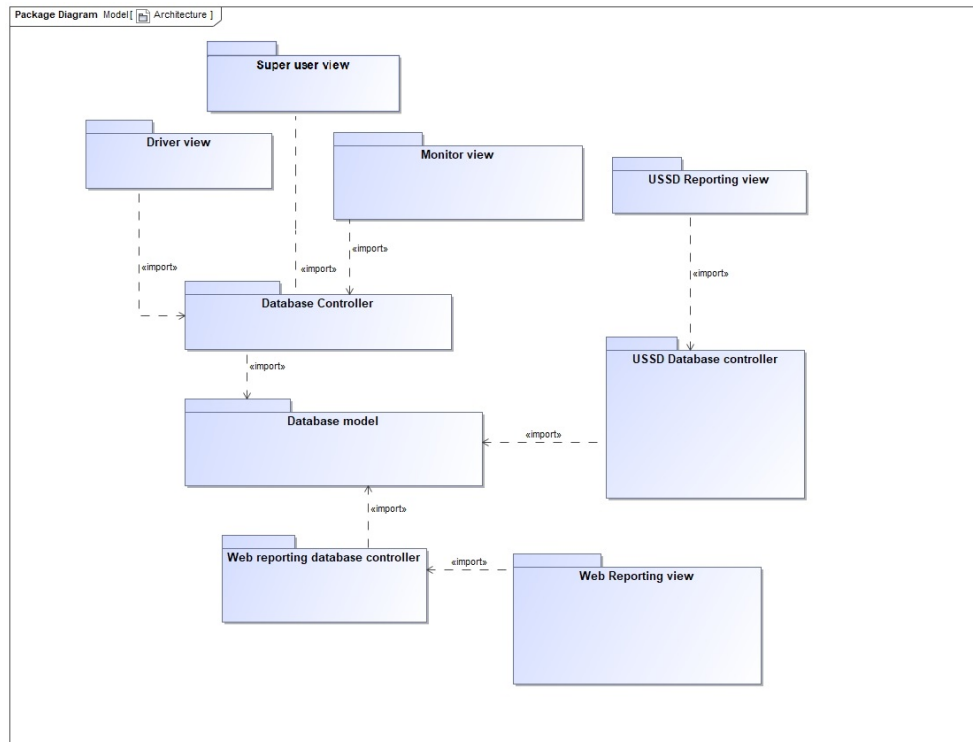 Package Diagram Model[ Architecture ]
Super user view
Driver view
Monitor view
USSD Reporting view
«import»
«import»
«import»
«import»
Database Controller
USSD Database controller
«import»
Database model
«import»
«import»
Web reporting database controller
«import»
Web Reporting view